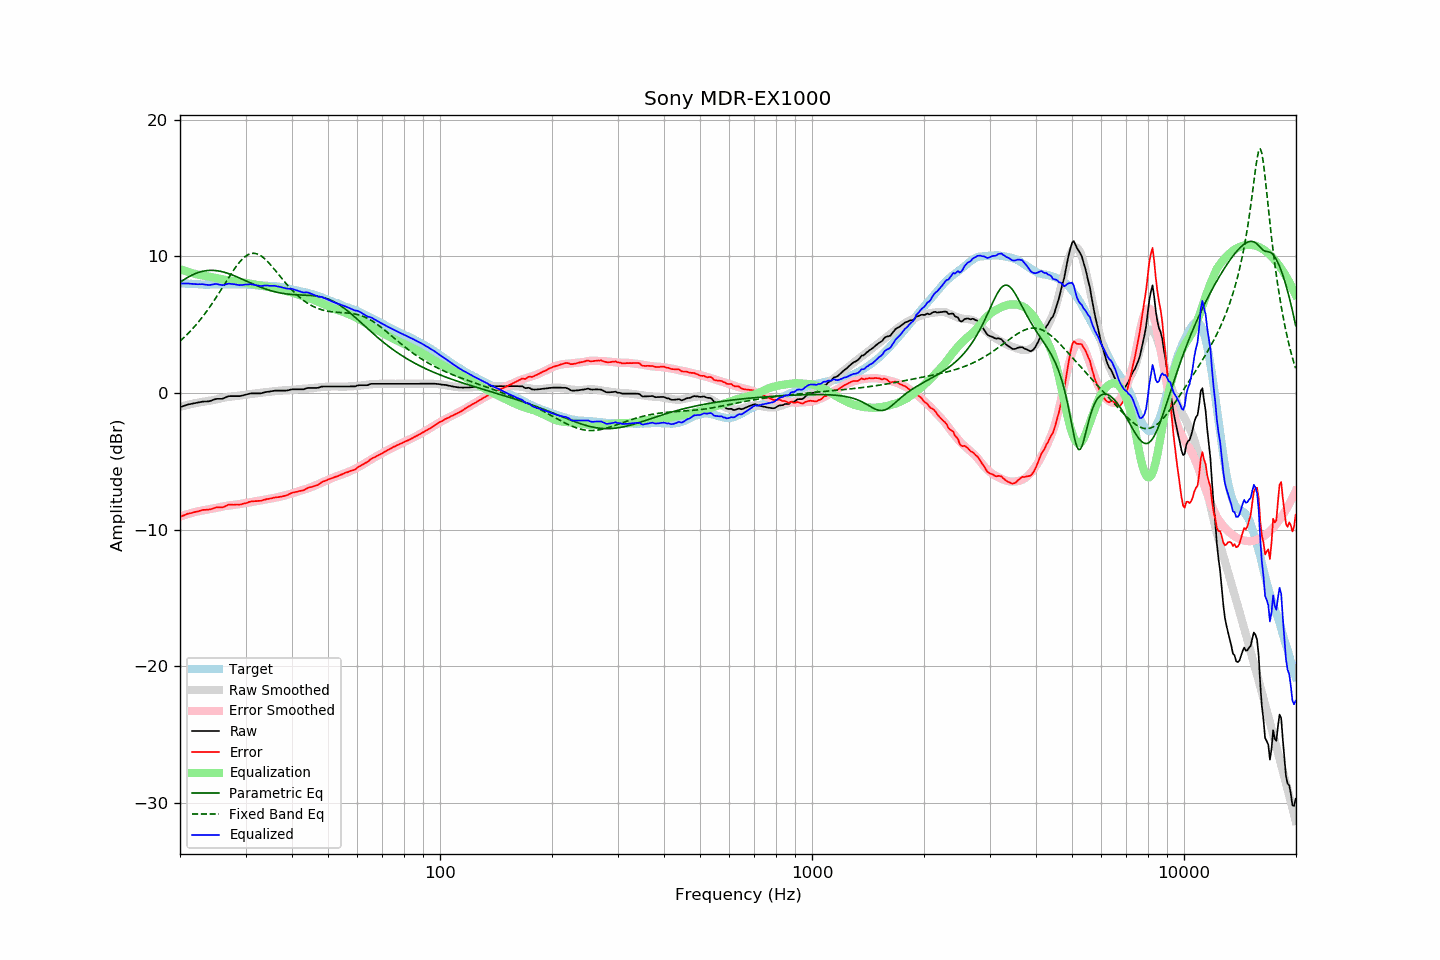 Sony MDR-EX1000
20
10
0
−10
−20
−30
Amplitude (dBr)
Target
Raw Smoothed
Error Smoothed
Raw
Error
Equalization
Parametric Eq
Fixed Band Eq
Equalized
100
1000
10000
Frequency (Hz)